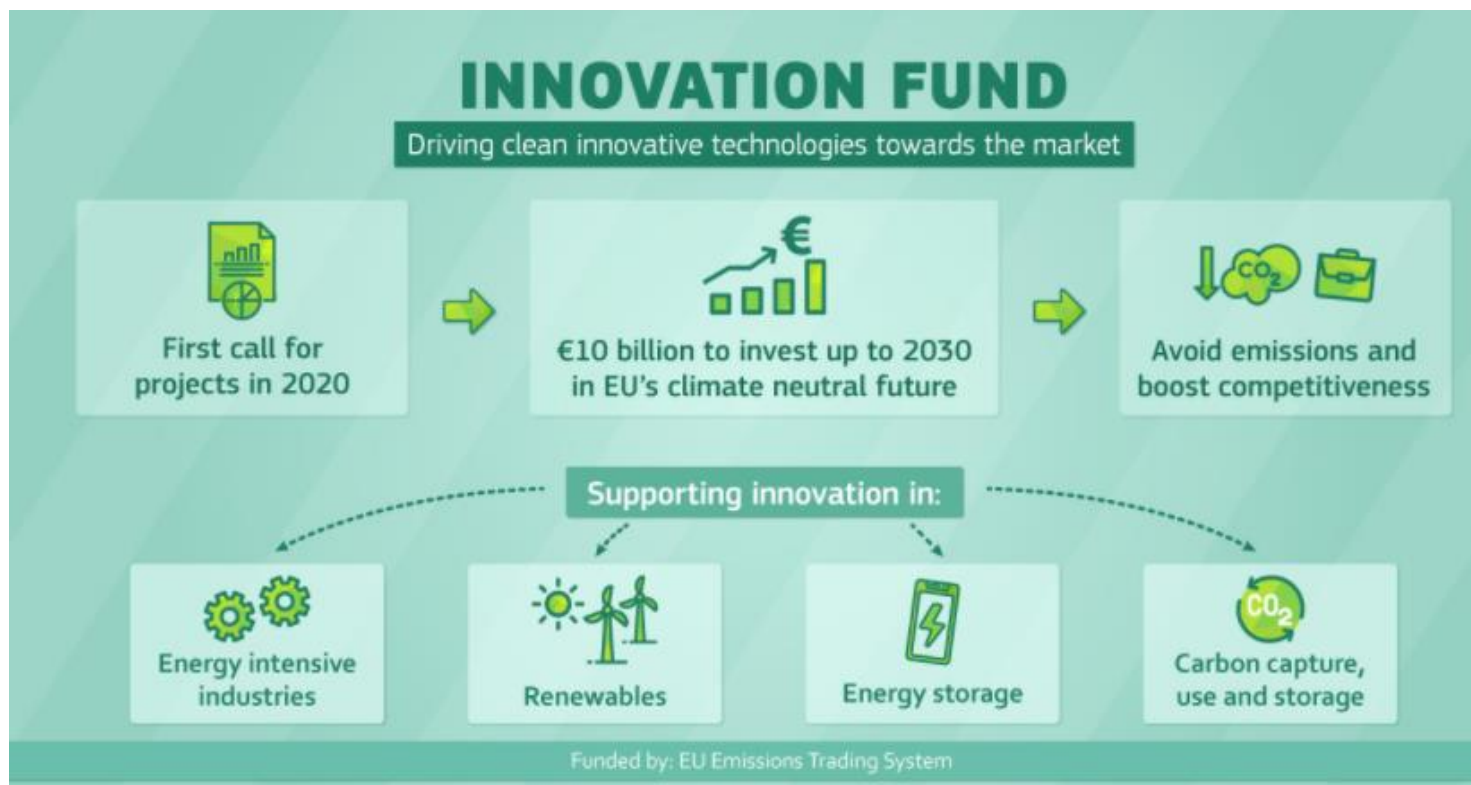 INNOVATION FUND
Driving clean innovative technologies towards the market
First call for
projects in 2020
€
€10 billion to invest up to 2030
in EU's climate neutral future
CO2
Avoid emissions and
boost competitiveness
Supporting innovation in:
Energy intensive
industries
Renewables
Energy storage
CO2
Carbon capture,
use and storage
Funded by: EU Emissions Trading System